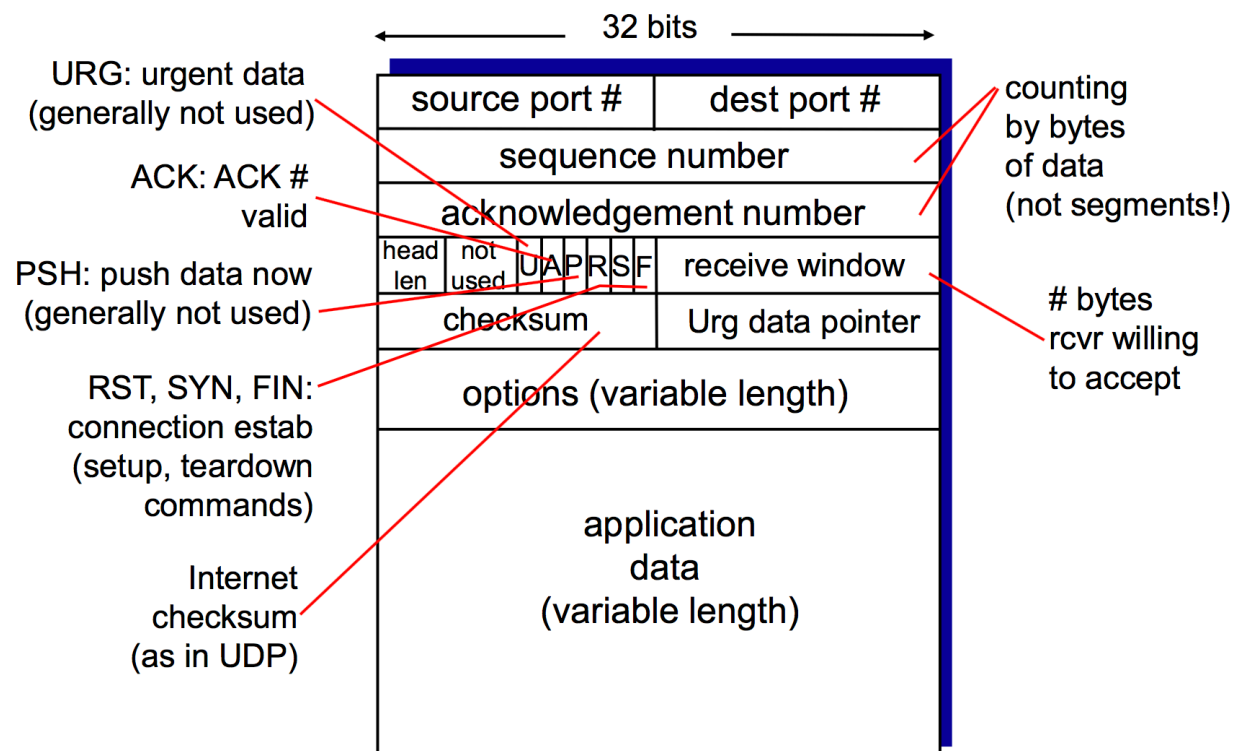 32 bits
URG: urgent data
(generally not used)
ACK: ACK #
valid
PSH: push data now
(generally not used)
RST, SYN, FIN:
connection estab
(setup, teardown
commands)
Internet
checksum
(as in UDP)
source port #
dest port #
sequence number
acknowledgement number
head
len
not
used
U
A
P
R
S
F
receive window
checksum
Urg data pointer
options (variable length)
application
data
(variable length)
counting
by bytes
of data
(not segments!)
# bytes
rcvr willing
to accept